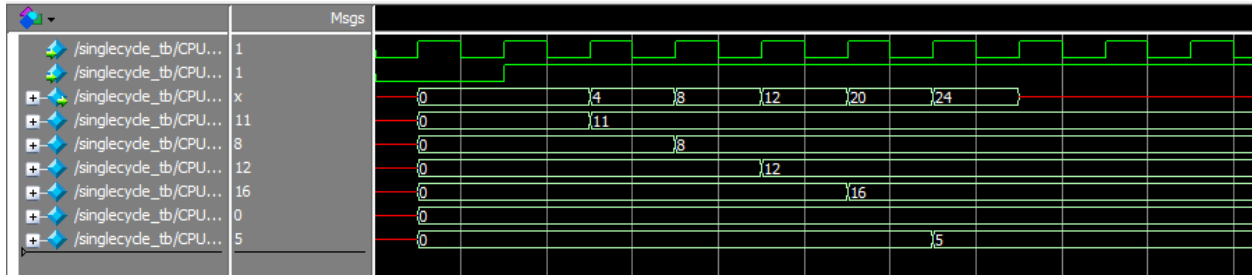 Msgs
/singlecycle_tb/CPU... 1
/singlecycle_tb/CPU... 1
/singlecycle_tb/CPU... x 0 4 8 12 20 24
/singlecycle_tb/CPU... 11 0 11
/singlecycle_tb/CPU... 8 0 8
/singlecycle_tb/CPU... 12 0 12
/singlecycle_tb/CPU... 16 0 16
/singlecycle_tb/CPU... 0 0
/singlecycle_tb/CPU... 5 0 5